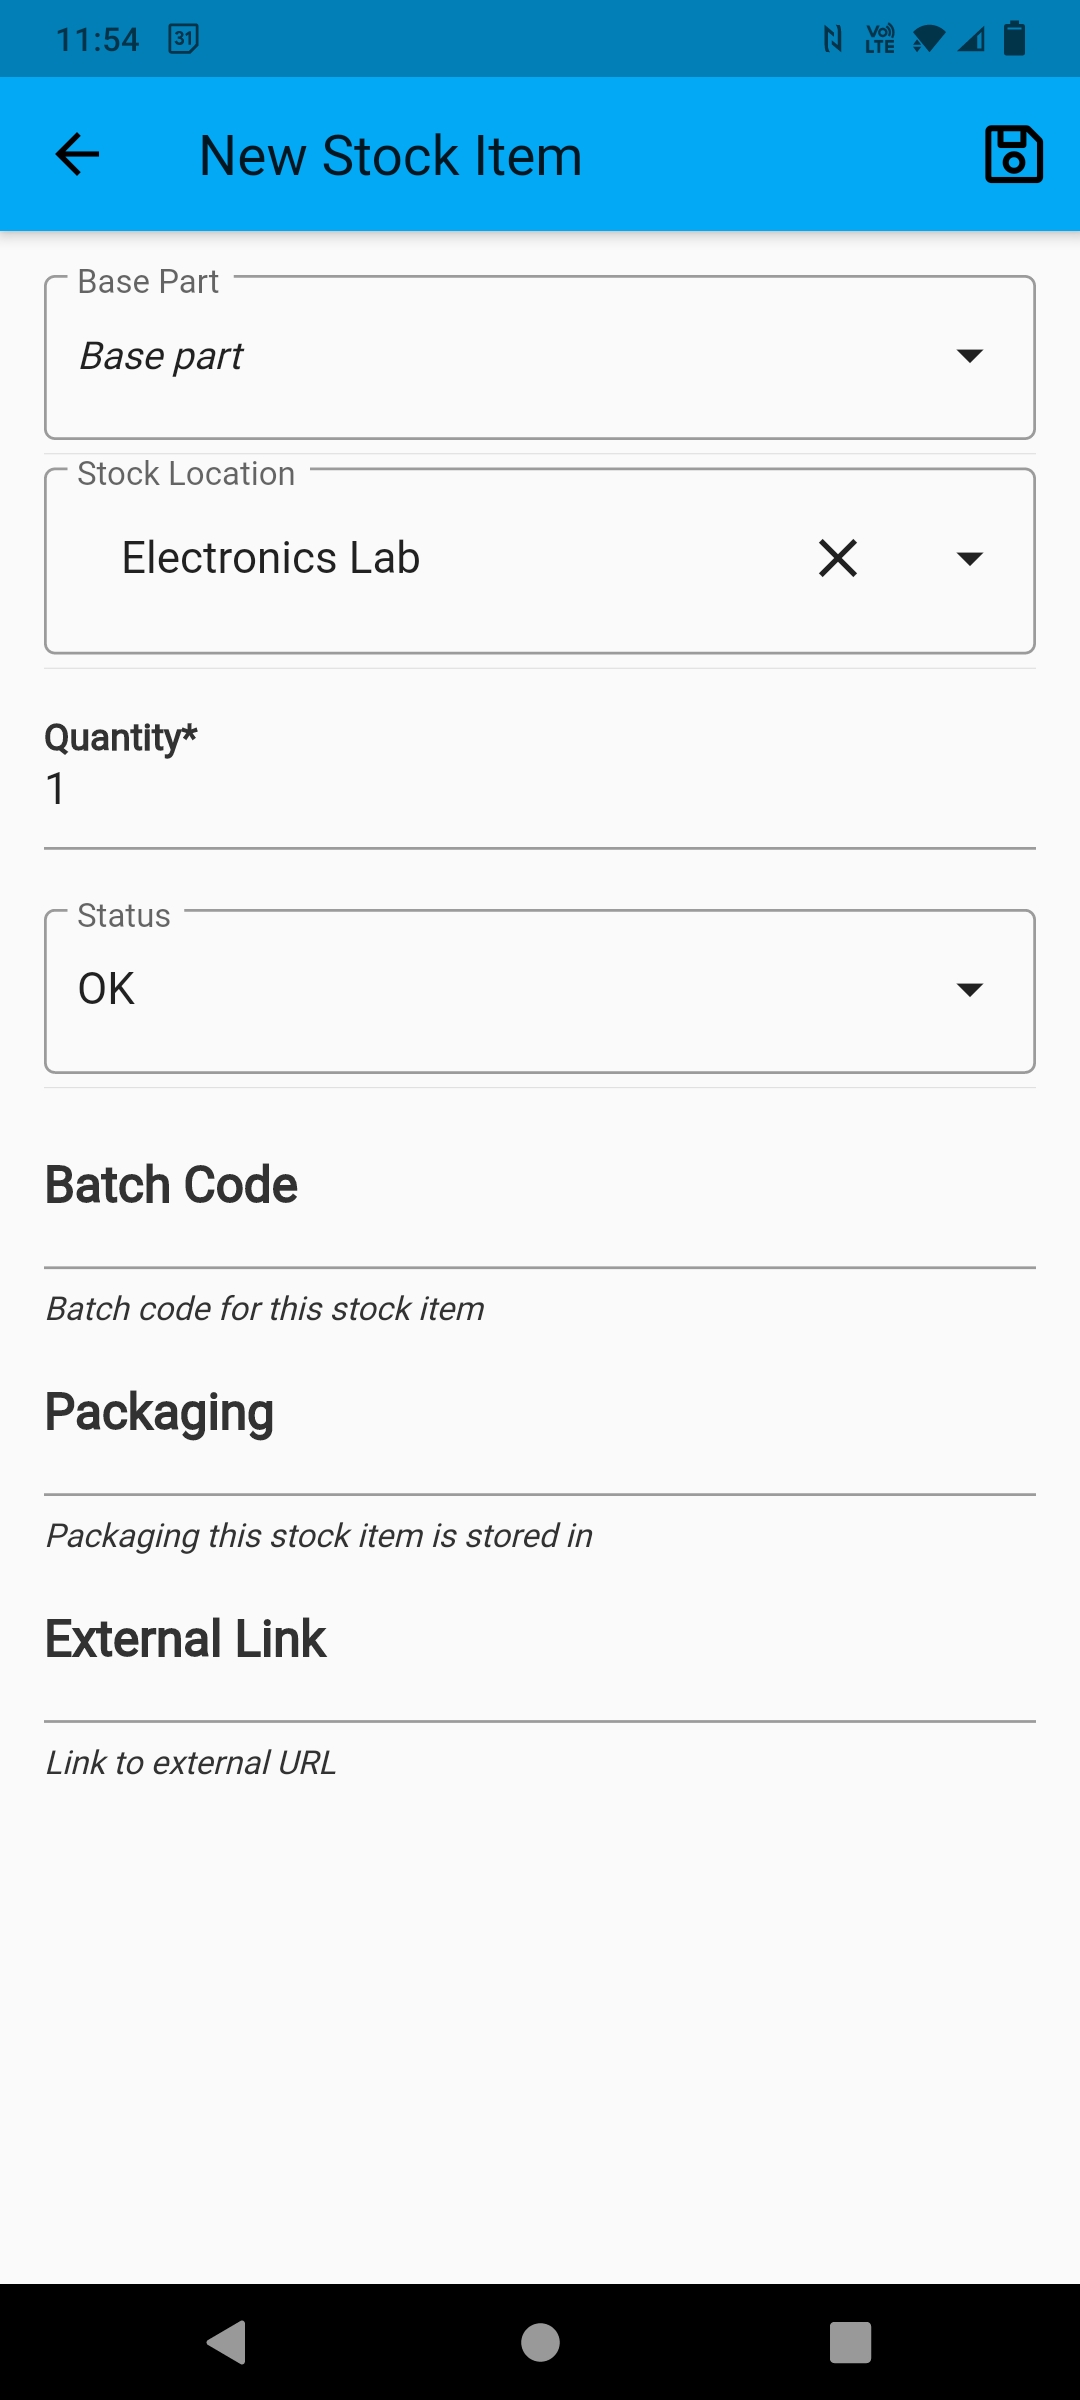 11:54 31 Vo) LTE
New Stock Item
Base Part
Base part
Stock Location
Electronics Lab
Quantity*
1
Status
OK
Batch Code
Batch code for this stock item
Packaging
Packaging this stock item is stored in
External Link
Link to external URL